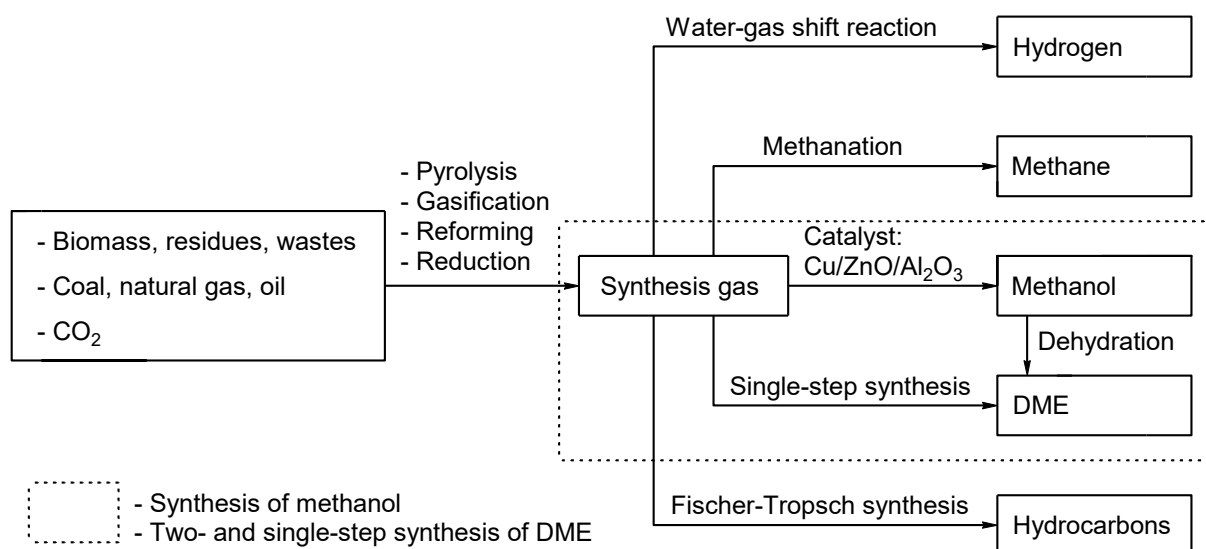 Water-gas shift reaction
Hydrogen
Methanation
Methane
- Pyrolysis
- Gasification
- Reforming
- Reduction
- Biomass, residues, wastes
- Coal, natural gas, oil
- CO₂
Synthesis gas
Catalyst:
Cu/ZnO/Al₂O₃
Methanol
Dehydration
Single-step synthesis
DME
Fischer-Tropsch synthesis
Hydrocarbons
- Synthesis of methanol
- Two- and single-step synthesis of DME